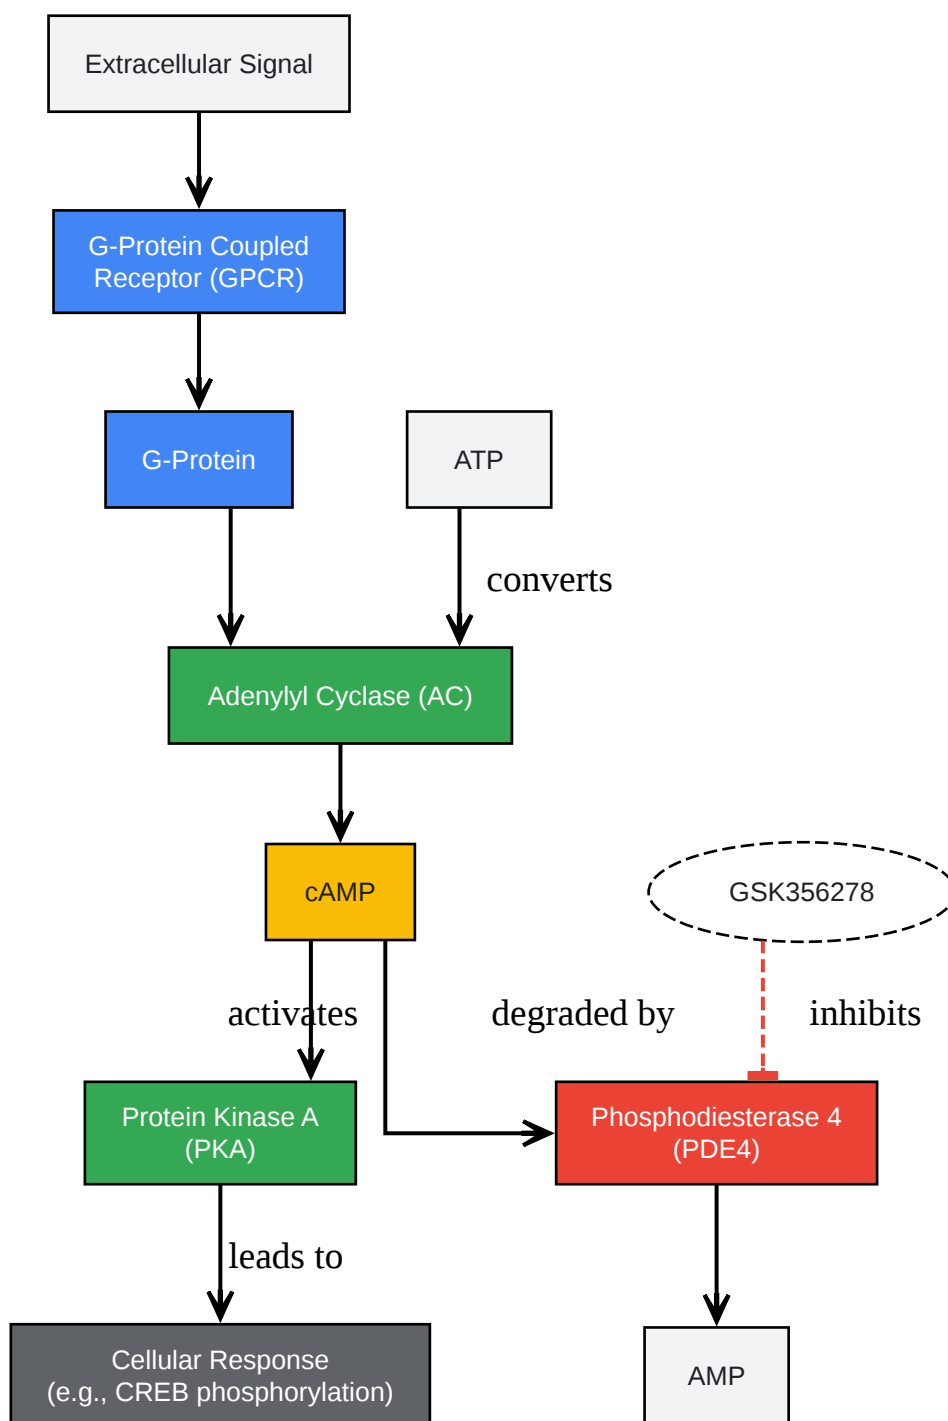 Extracellular Signal
G-Protein Coupled
Receptor (GPCR)
G-Protein
ATP
converts
Adenylyl Cyclase (AC)
cAMP
GSK356278
activates
degraded by
inhibits
Protein Kinase A
(PKA)
Phosphodiesterase 4
(PDE4)
leads to
Cellular Response
(e.g., CREB phosphorylation)
AMP